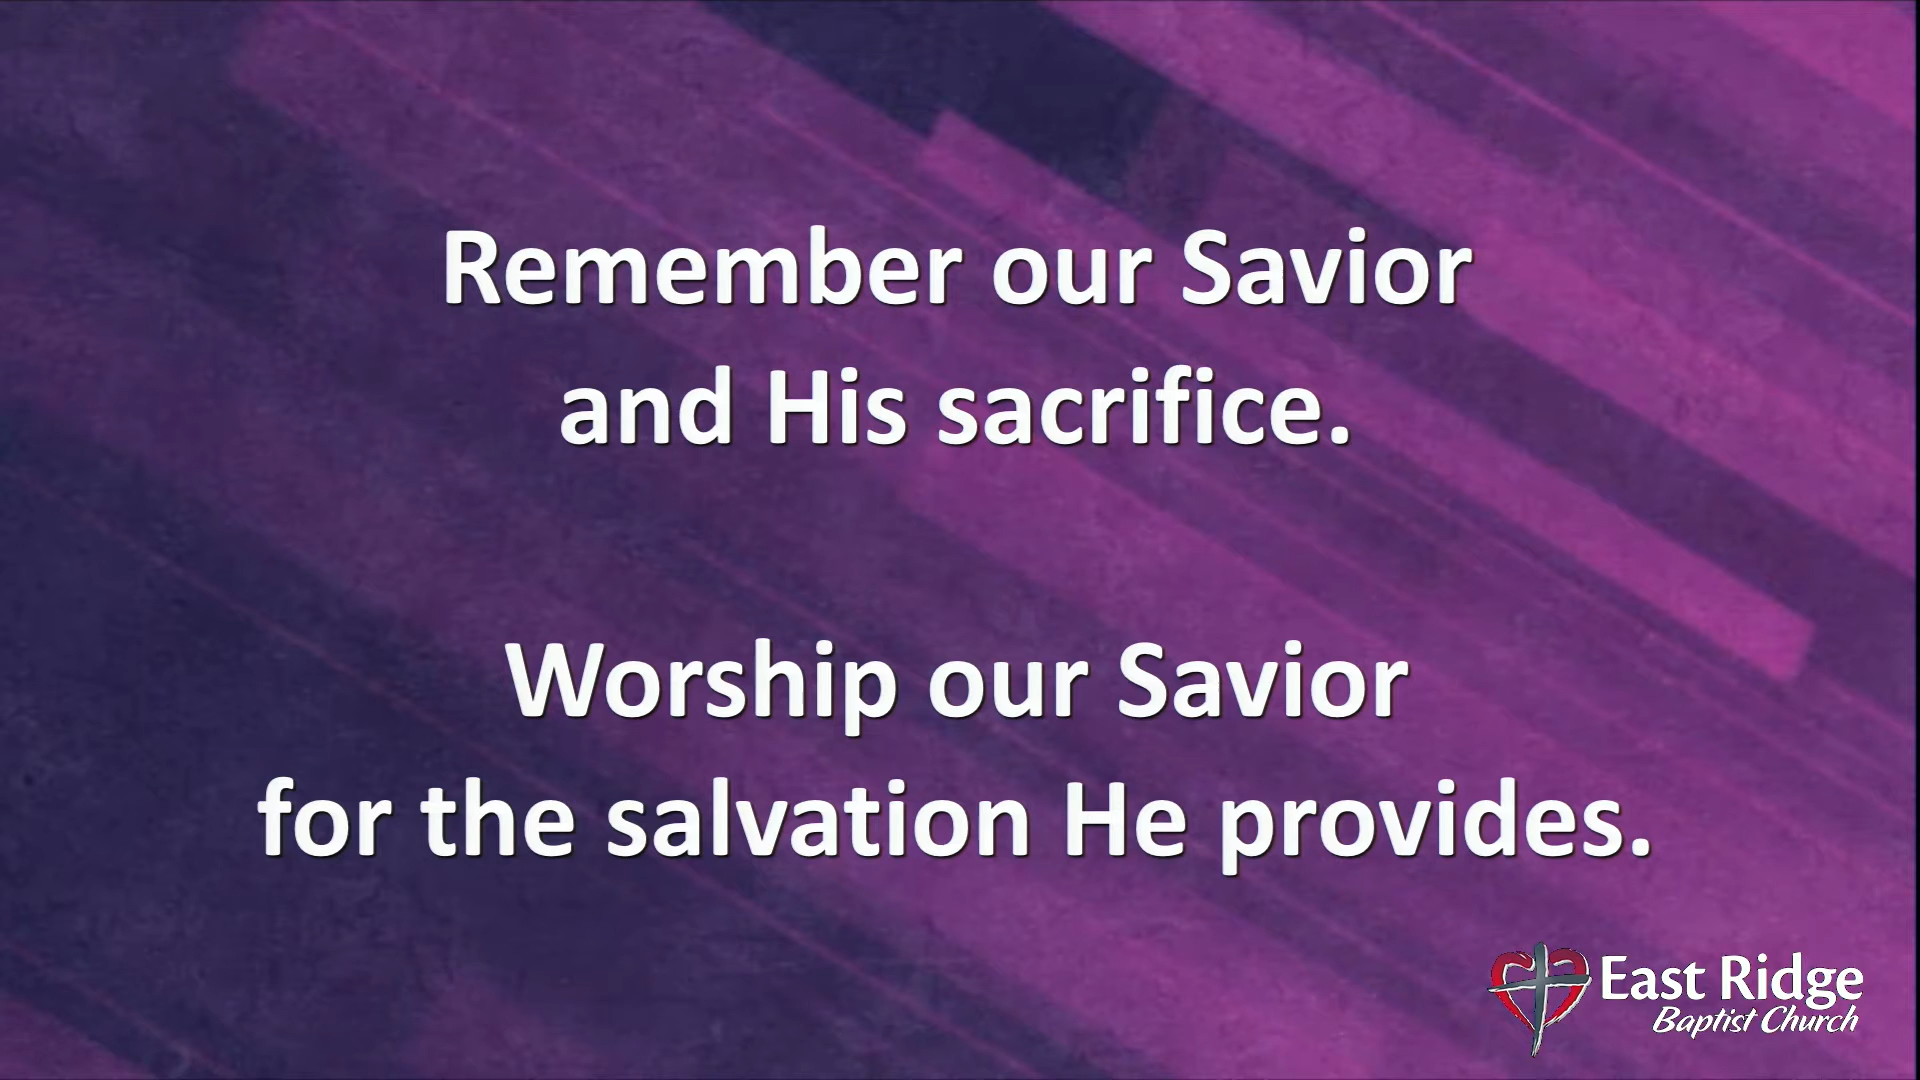 Remember our Savior
and His sacrifice.
Worship our Savior
for the salvation He provides.
East Ridge
Baptist Church